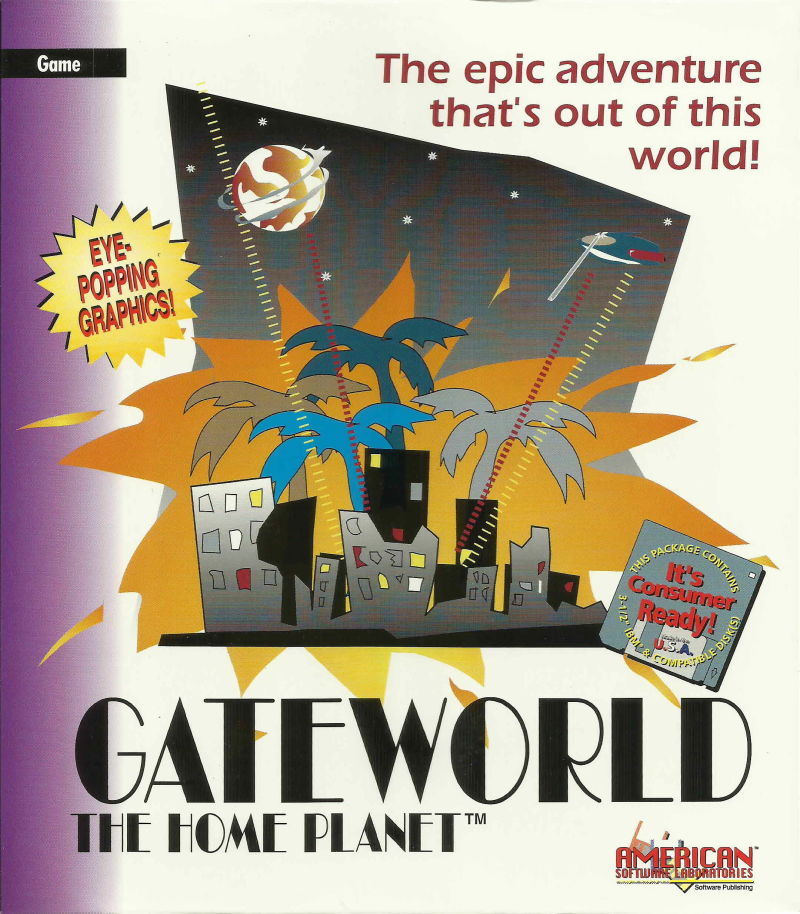 Game
The epic adventure
that's out of this
world!
EYE-
POPPING
GRAPHICS!
THIS PACKAGE CONTAINS
It's
Consumer
Ready!
U.S.A.
3-1/2" IBM & COMPATIBLE DISK(S)
GATEWORLD
THE HOME PLANET™
AMERICAN™
SOFTWARE LABORATORIES
Software Publishing